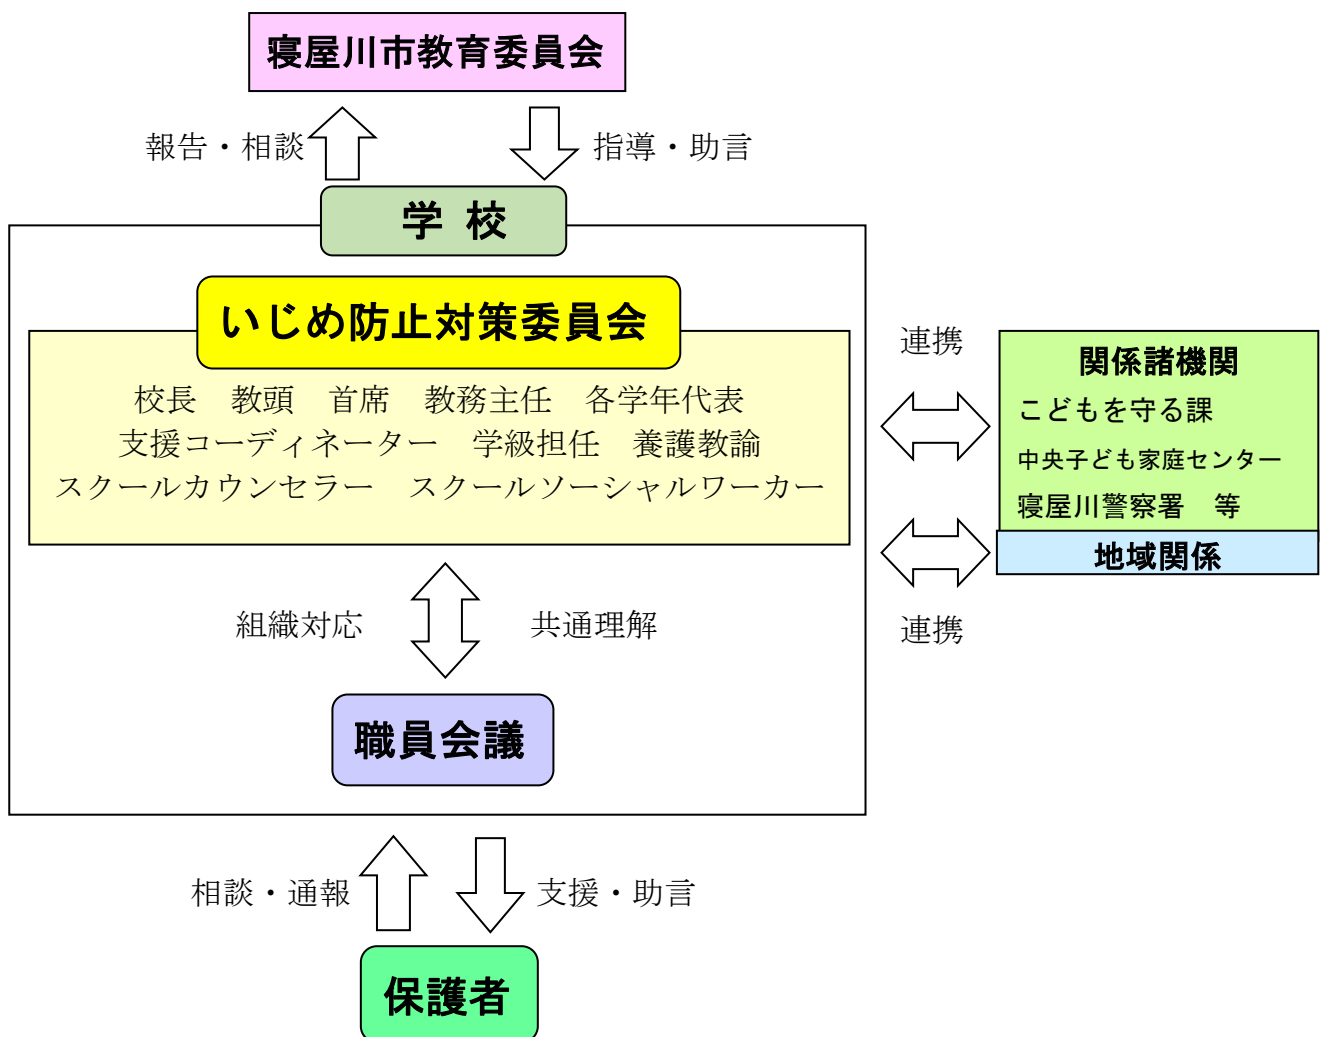 寝屋川市教育委員会
報告・相談
指導・助言
学 校
いじめ防止対策委員会
校長　教頭　首席　教務主任　各学年代表
支援コーディネーター　学級担任　養護教諭
スクールカウンセラー　スクールソーシャルワーカー
連携
関係諸機関
こどもを守る課
中央子ども家庭センター
寝屋川警察署　等
地域関係
連携
組織対応
共通理解
職員会議
相談・通報
支援・助言
保護者